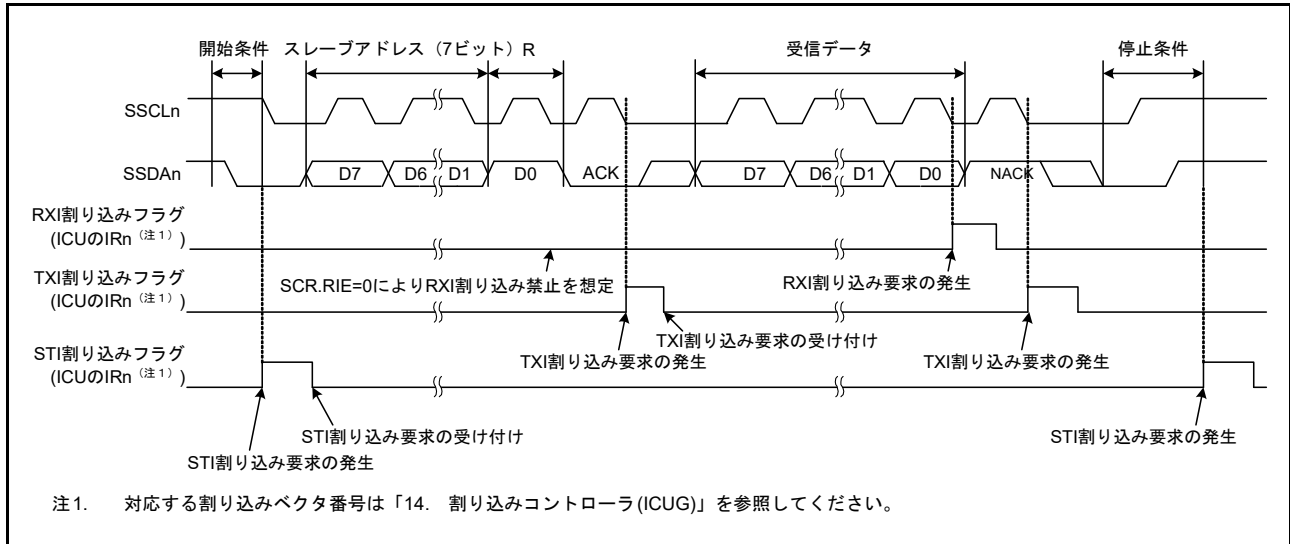 開始条件 スレーブアドレス（7ビット）R 受信データ 停止条件
SSCLn
SSDAn D7 D6 D1 D0 ACK D7 D6 D1 D0 NACK
RXI割り込みフラグ
(ICUのIRn（注1）)
SCR.RIE=0によりRXI割り込み禁止を想定
RXI割り込み要求の発生
TXI割り込みフラグ
(ICUのIRn（注1）)
TXI割り込み要求の受け付け
TXI割り込み要求の発生
TXI割り込み要求の発生
STI割り込みフラグ
(ICUのIRn（注1）)
STI割り込み要求の受け付け
STI割り込み要求の発生
STI割り込み要求の発生
注1. 対応する割り込みベクタ番号は「14. 割り込みコントローラ(ICUG)」を参照してください。